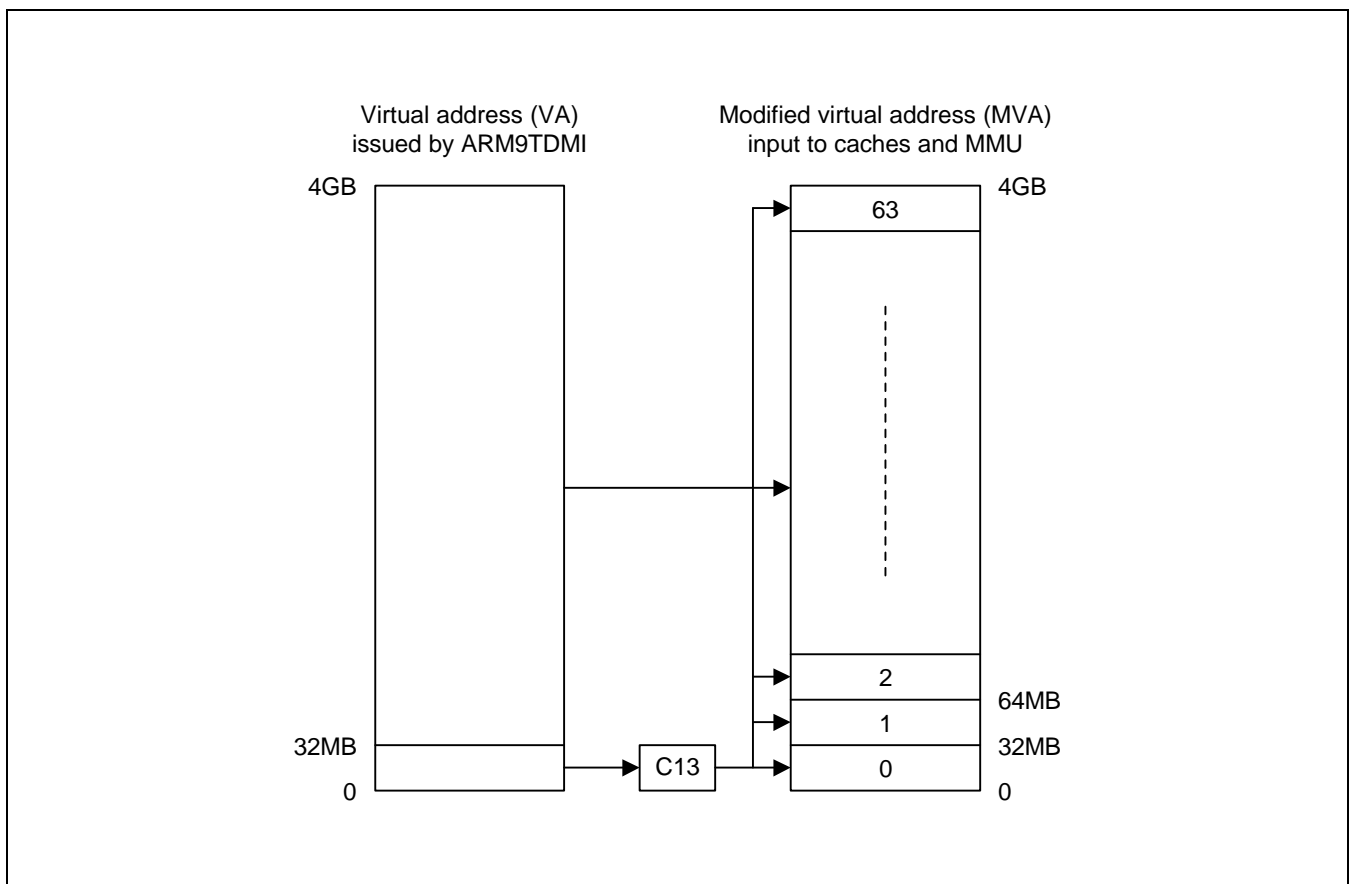 Virtual address (VA)
issued by ARM9TDMI
Modified virtual address (MVA)
input to caches and MMU
4GB
4GB
63
2
64MB
1
32MB
32MB
C13
0
0
0